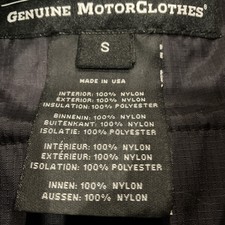 GENUINE MOTORCLOTHES®
S
MADE IN USA
INTERIOR: 100% NYLON
EXTERIOR: 100% NYLON
INSULATION: 100% POLYESTER
BINNENIN: 100% NYLON
BUITENKANT: 100% NYLON
ISOLATIE: 100% POLYESTER
INTÉRIEUR: 100% NYLON
EXTÉRIEUR: 100% NYLON
ISOLATION: 100% POLYESTER
INNEN: 100% NYLON
AUSSEN: 100% NYLON